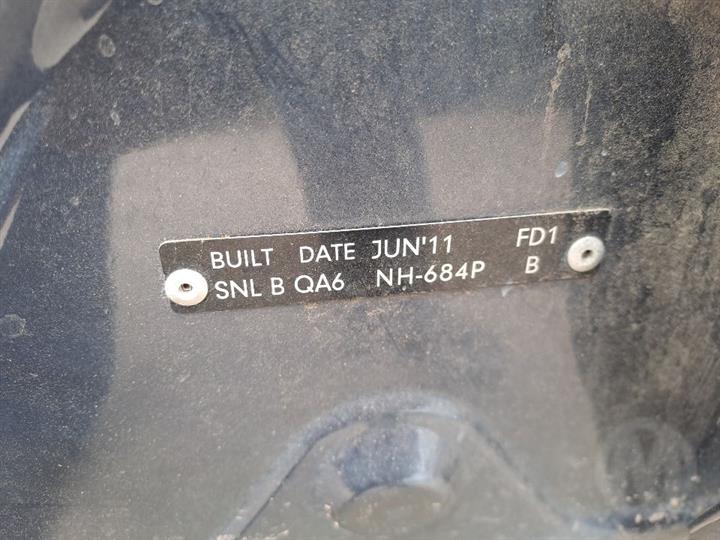 BUILT DATE JUN'11 FD1
SNL B QA6 NH-684P B